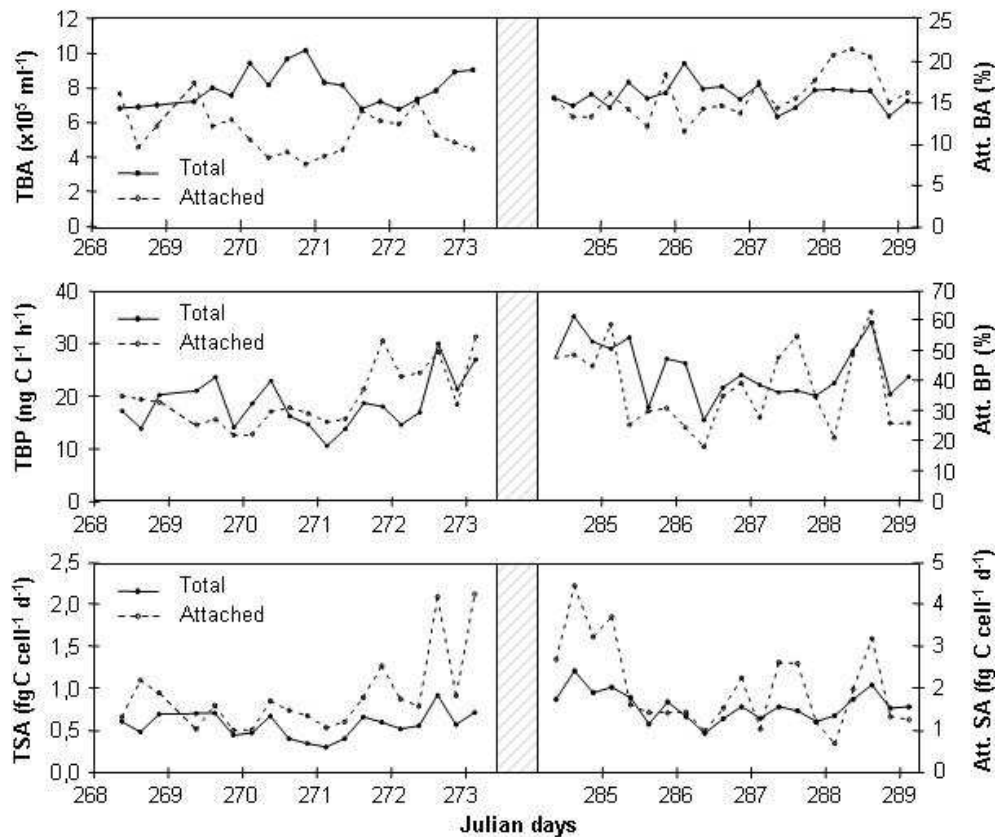 12
10
8
6
4
2
0
TBA (x10⁵ ml⁻¹)
Total
Attached
25
20
15
10
5
0
Att. BA (%)
268 269 270 271 272 273 285 286 287 288 289
40
30
20
10
0
TBP (ng C l⁻¹ h⁻¹)
Total
Attached
70
60
50
40
30
20
10
0
Att. BP (%)
268 269 270 271 272 273 285 286 287 288 289
2,5
2,0
1,5
1,0
0,5
0,0
TSA (fgC cell⁻¹ d⁻¹)
Total
Attached
5
4
3
2
1
0
Att. SA (fg C cell⁻¹ d⁻¹)
268 269 270 271 272 273 285 286 287 288 289
Julian days